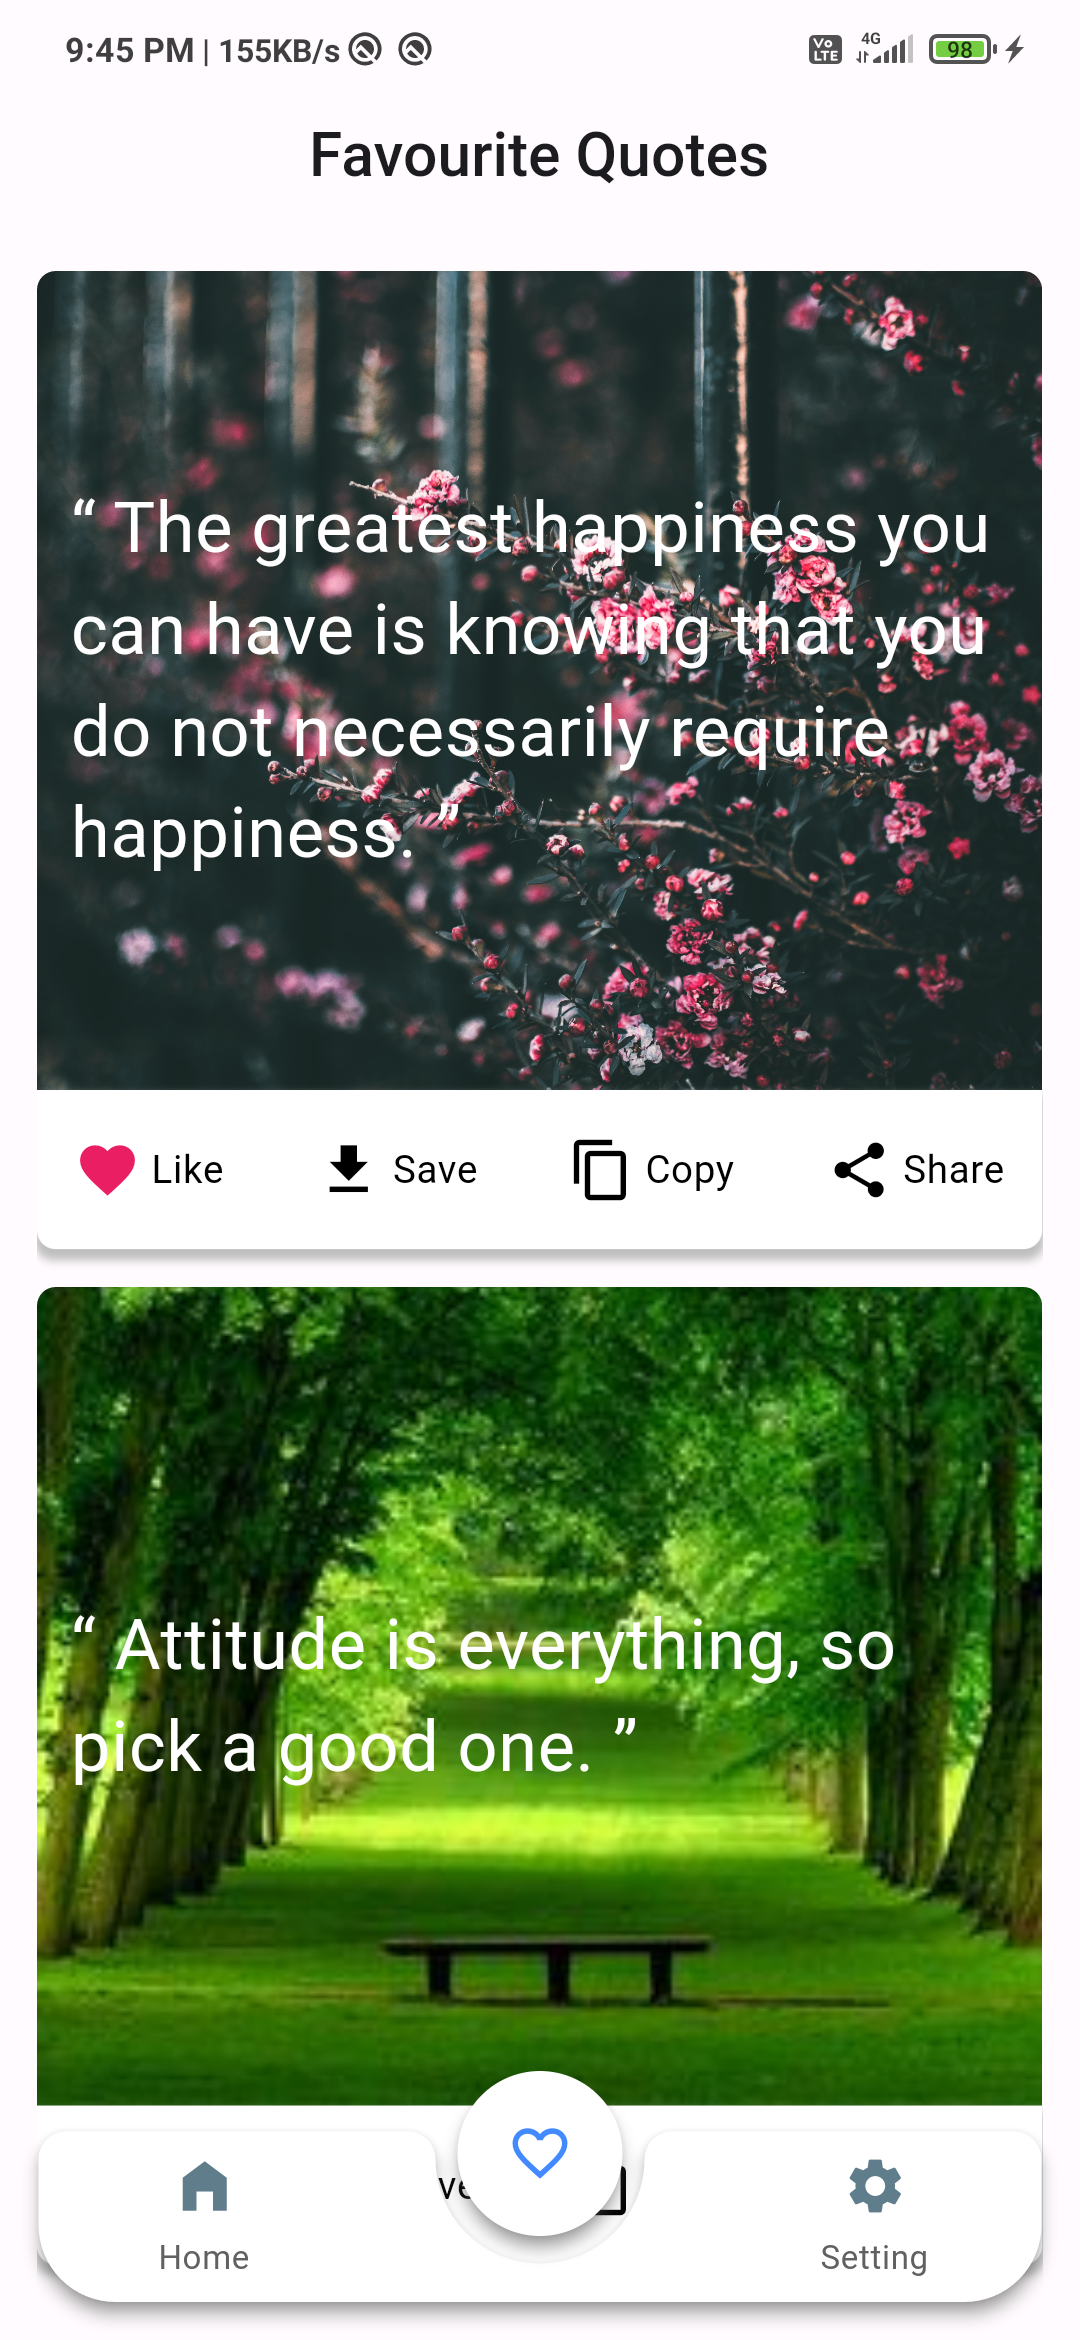 9:45 PM | 155KB/s
Vo LTE 4G 98
Favourite Quotes
“ The greatest happiness you
can have is knowing that you
do not necessarily require
happiness. ”
Like Save Copy Share
“ Attitude is everything, so
pick a good one. ”
Home Setting